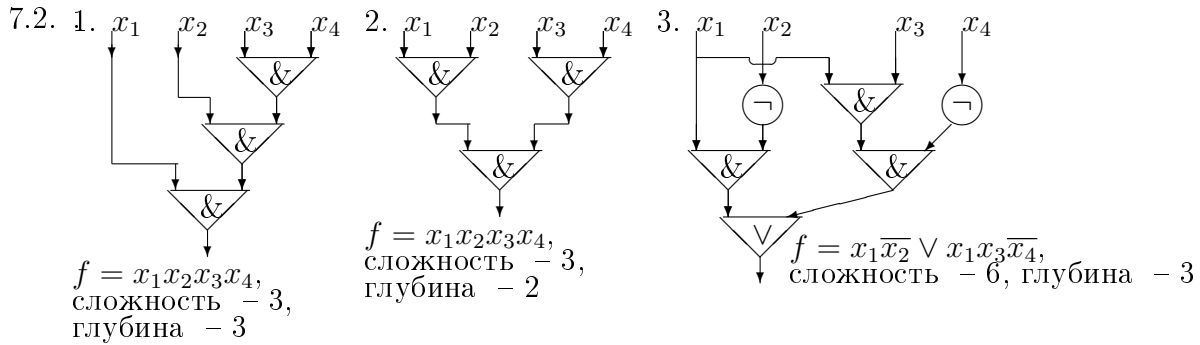 7.2. 1. x₁ x₂ x₃ x₄ 2. x₁ x₂ x₃ x₄ 3. x₁ x₂ x₃ x₄
& & & &
¬ ¬
& & & &
& ∨
f = x₁x₂x₃x₄,
сложность – 3,
глубина – 3
f = x₁x₂x₃x₄,
сложность – 3,
глубина – 2
f = x₁x̅₂ ∨ x₁x₃x̅₄,
сложность – 6, глубина – 3